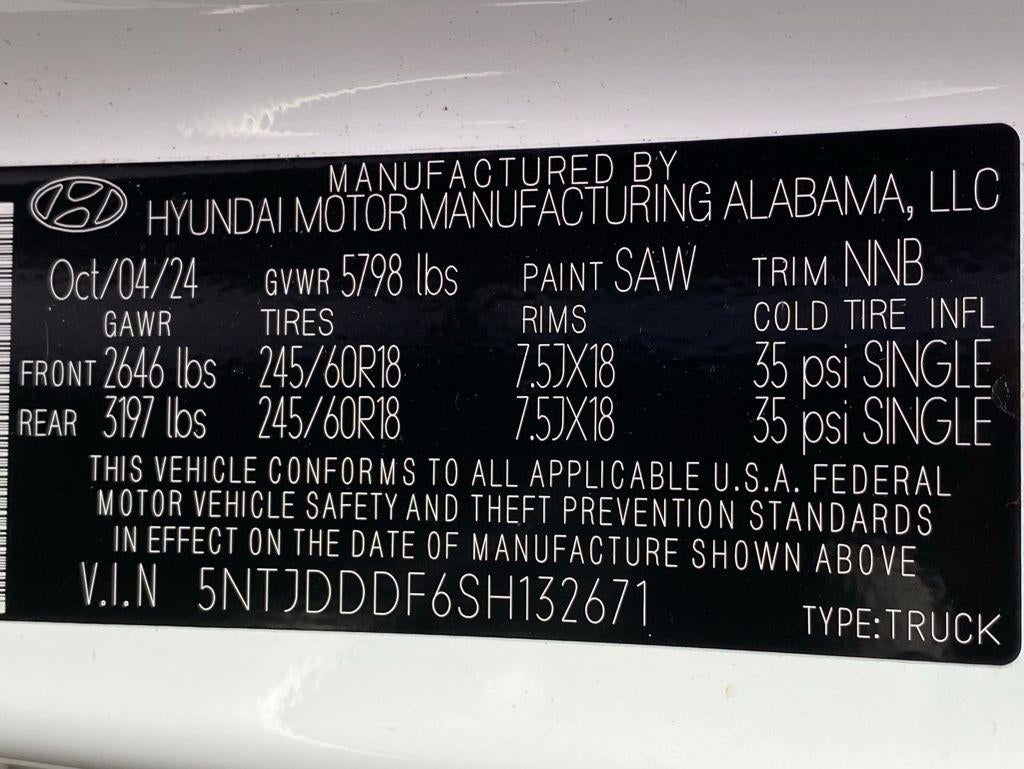 MANUFACTURED BY
HYUNDAI MOTOR MANUFACTURING ALABAMA, LLC
Oct/04/24 GVWR 5798 lbs PAINT SAW TRIM NNB
GAWR TIRES RIMS COLD TIRE INFL
FRONT 2646 lbs 245/60R18 7.5JX18 35 psi SINGLE
REAR 3197 lbs 245/60R18 7.5JX18 35 psi SINGLE
THIS VEHICLE CONFORMS TO ALL APPLICABLE U.S.A. FEDERAL
MOTOR VEHICLE SAFETY AND THEFT PREVENTION STANDARDS
IN EFFECT ON THE DATE OF MANUFACTURE SHOWN ABOVE
V.I.N 5NTJDDDF6SH132671
TYPE:TRUCK